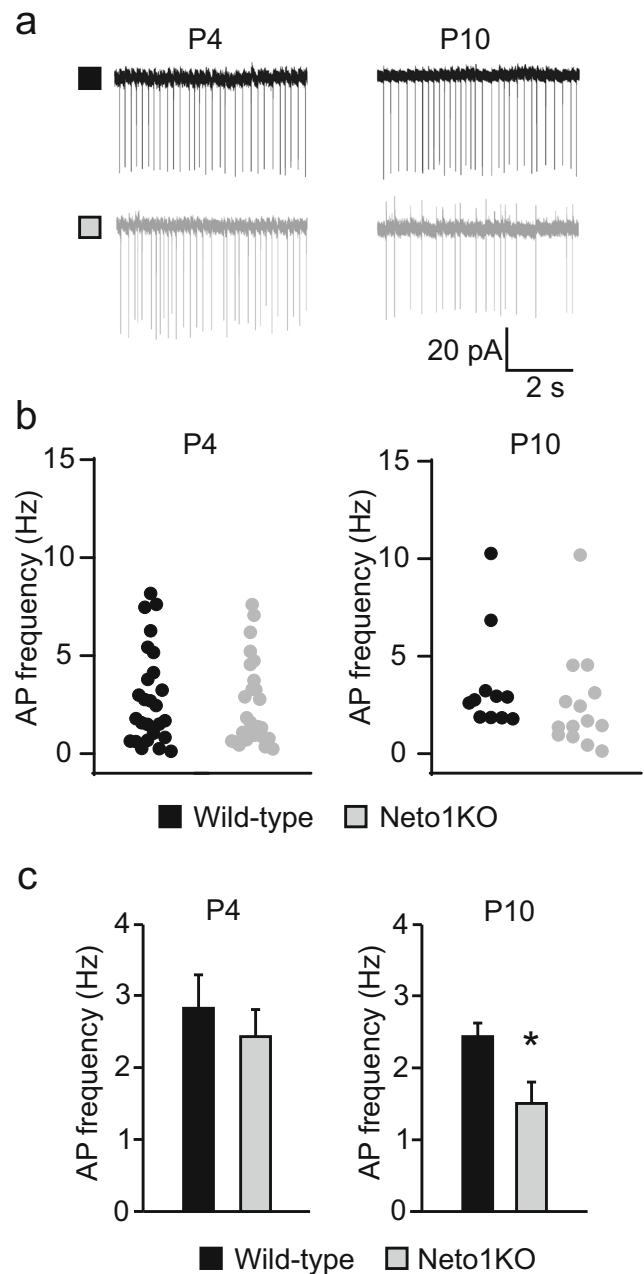 a
P4 P10
20 pA
2 s
b
P4 P10
AP frequency (Hz)
15
10
5
0
AP frequency (Hz)
15
10
5
0
Wild-type Neto1KO
c
P4 P10
AP frequency (Hz)
4
3
2
1
0
AP frequency (Hz)
4
3
2
1
0
*
Wild-type Neto1KO